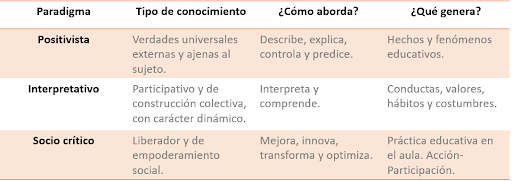 Paradigma Tipo de conocimiento ¿Cómo aborda? ¿Qué genera?
Positivista Verdades universales Describe, explica, Hechos y fenómenos
externas y ajenas al controla y predice. educativos.
sujeto.
Interpretativo Participativo y de Interpreta y Conductas, valores,
construcción colectiva, comprende. hábitos y costumbres.
con carácter dinámico.
Socio crítico Liberador y de Mejora, innova, Práctica educativa en
empoderamiento transforma y optimiza. el aula. Acción-
social. Participación.